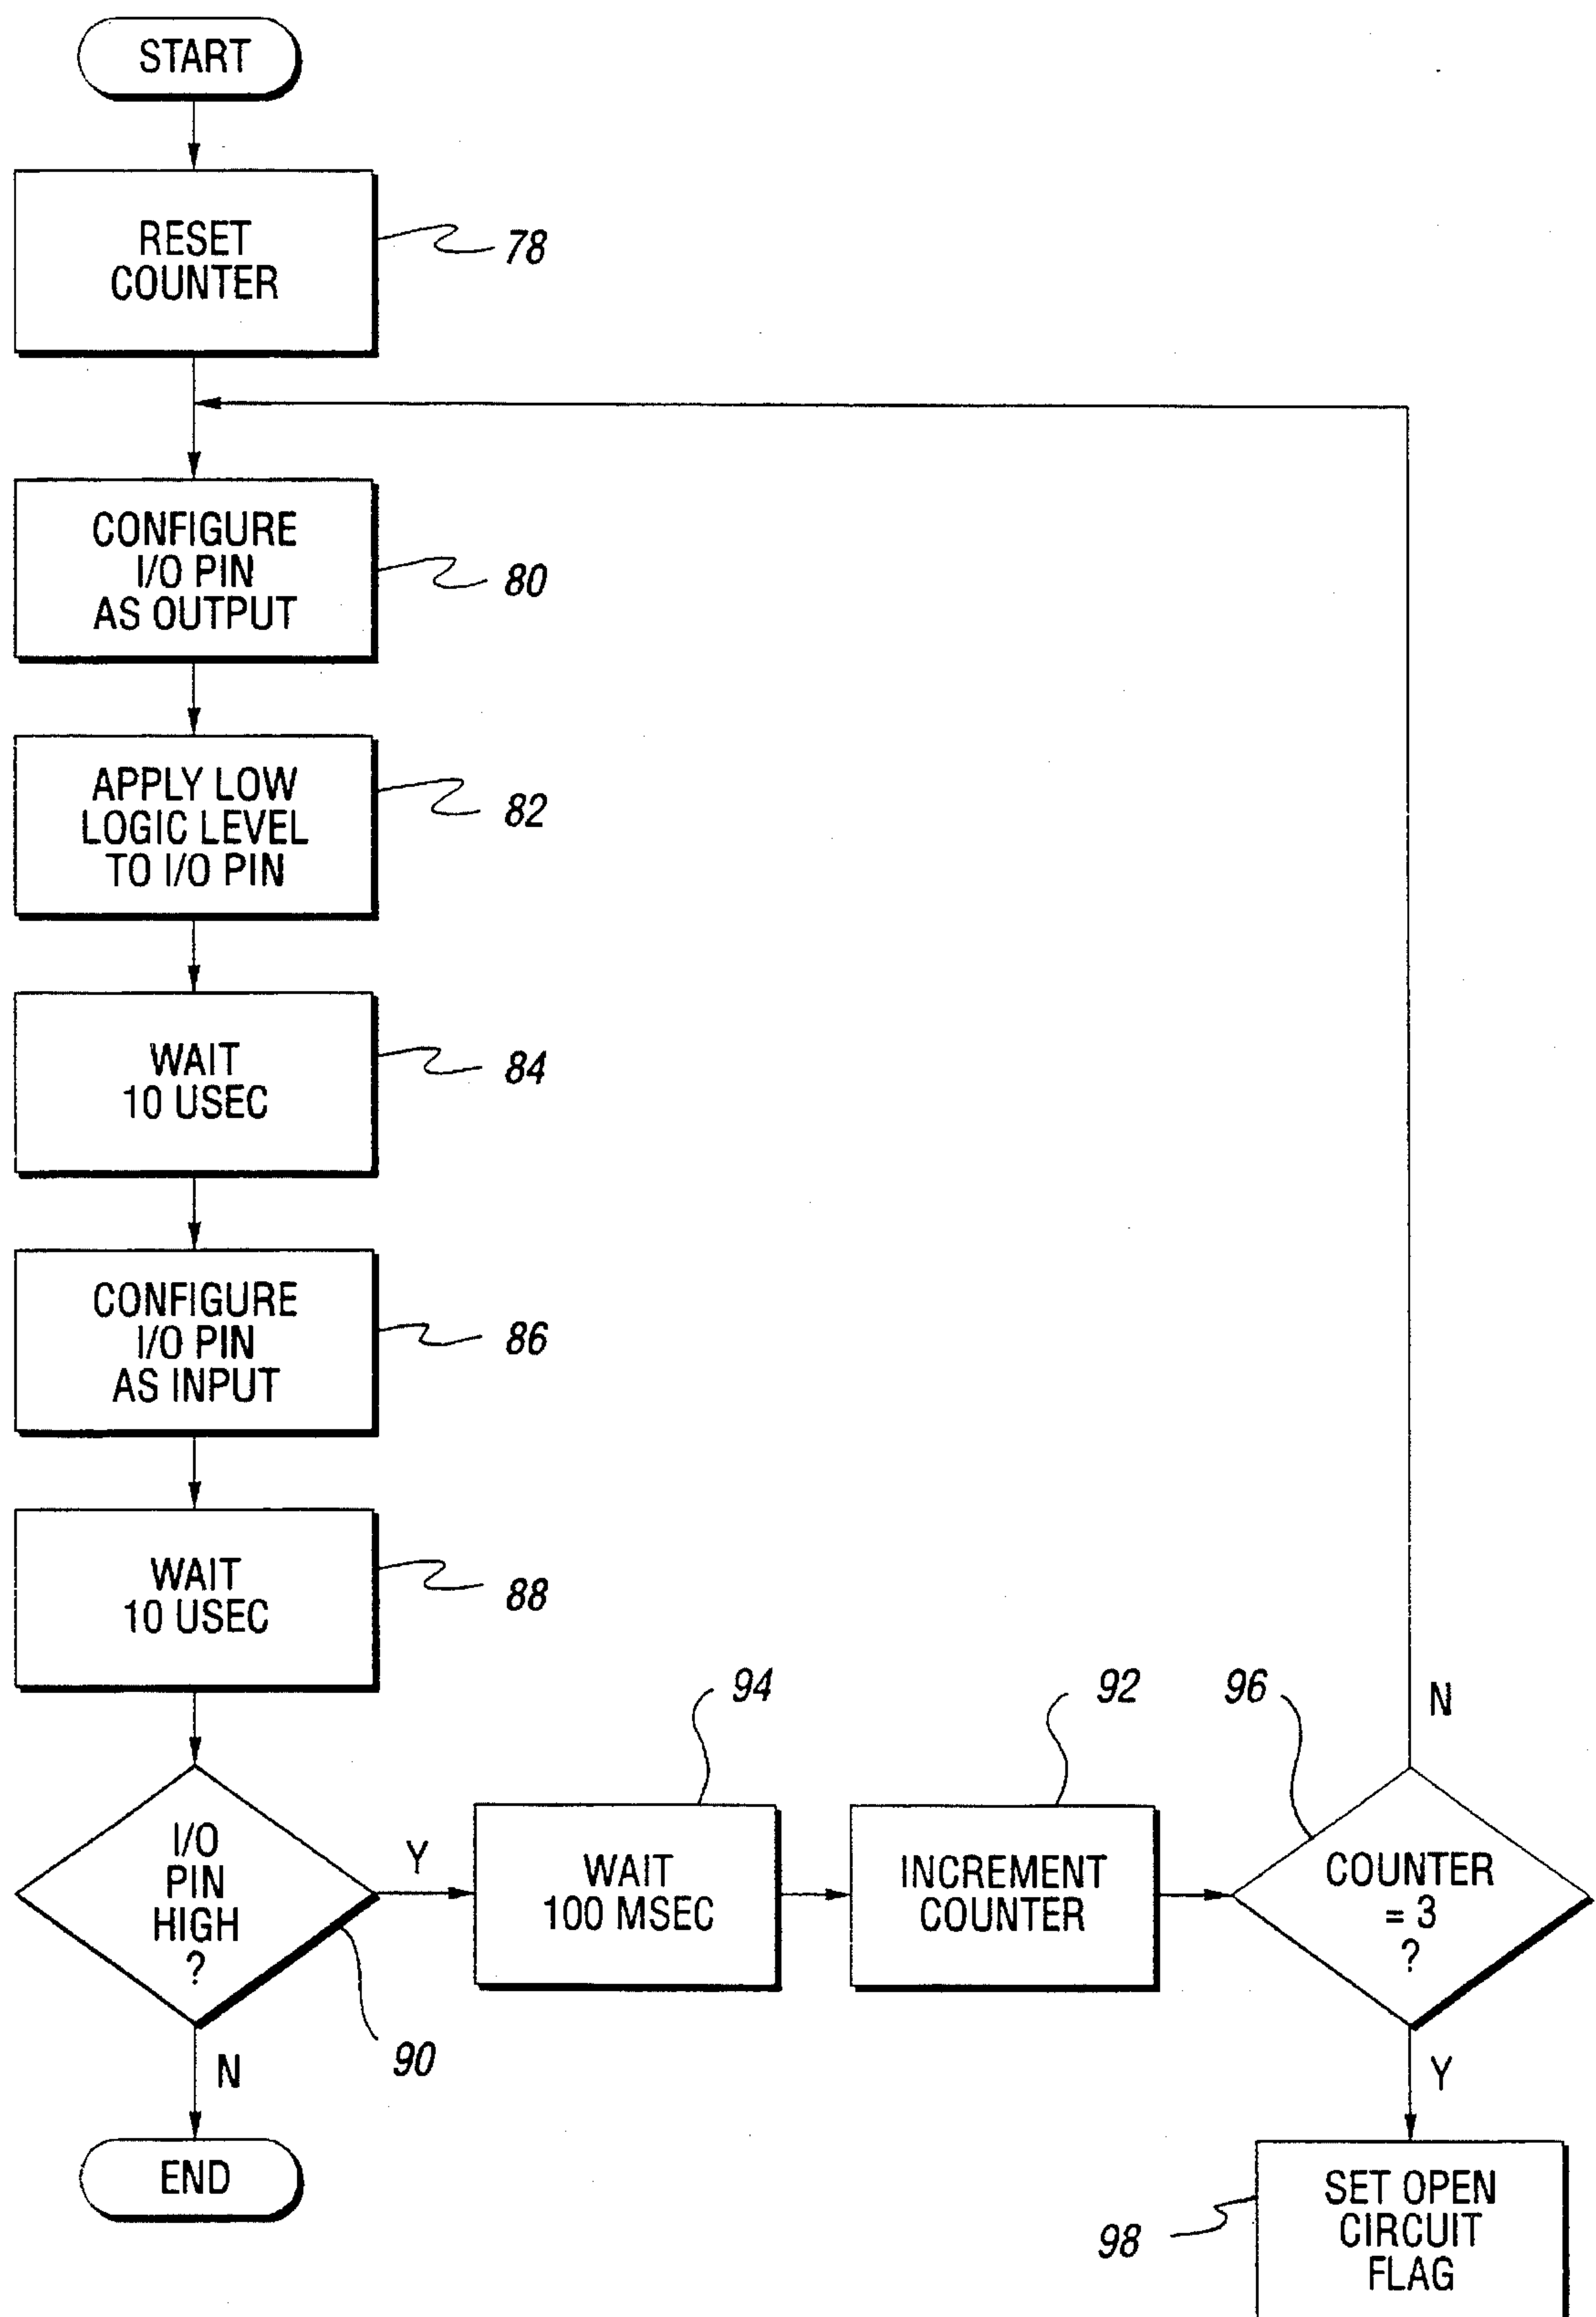 START
RESET
COUNTER
78
CONFIGURE
I/O PIN
AS OUTPUT
80
APPLY LOW
LOGIC LEVEL
TO I/O PIN
82
WAIT
10 USEC
84
CONFIGURE
I/O PIN
AS INPUT
86
WAIT
10 USEC
88
I/O
PIN
HIGH
?
90
Y
N
END
94
WAIT
100 MSEC
92
INCREMENT
COUNTER
96
COUNTER
= 3
?
N
Y
98
SET OPEN
CIRCUIT
FLAG